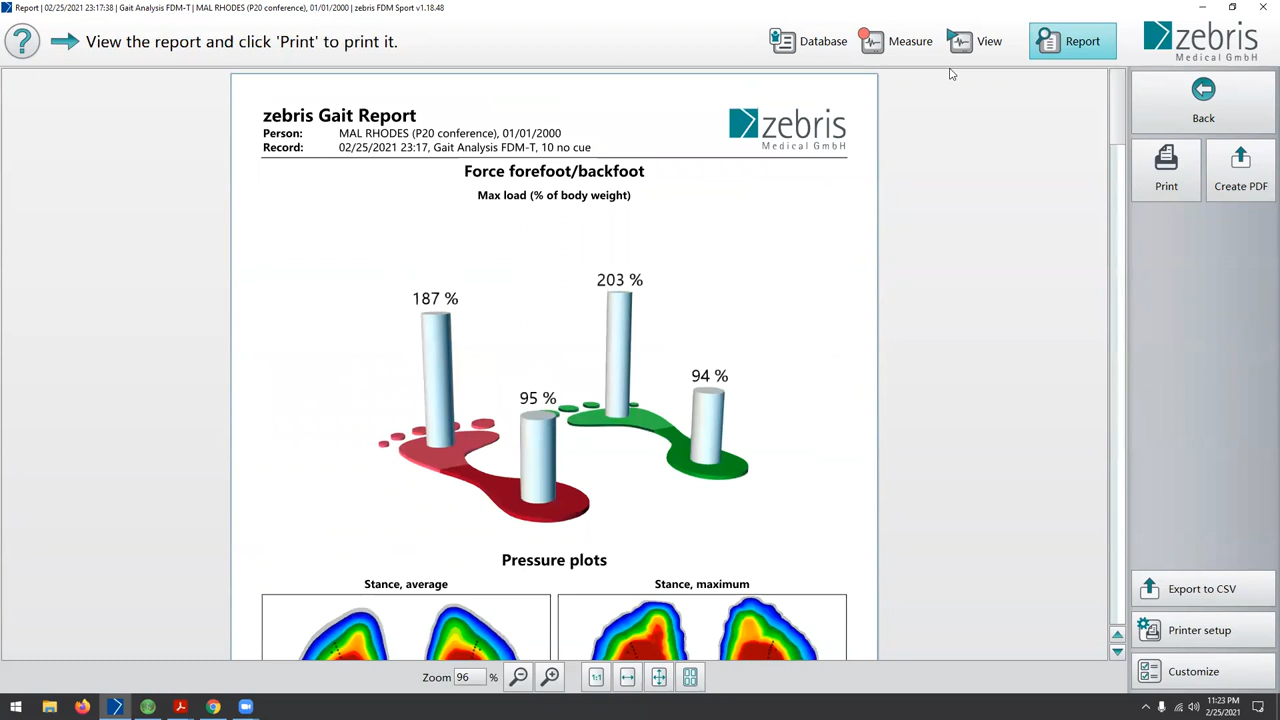 Report | 02/25/2021 23:17:38 | Gait Analysis FDM-T | MAL RHODES (P20 conference), 01/01/2000 | zebris FDM Sport v1.18.48
? View the report and click 'Print' to print it.
Database
Measure
View
Report
zebris
Medical GmbH
Back
Print
Create PDF
zebris Gait Report
Person: MAL RHODES (P20 conference), 01/01/2000
Record: 02/25/2021 23:17, Gait Analysis FDM-T, 10 no cue
zebris
Medical GmbH
Force forefoot/backfoot
Max load (% of body weight)
203 %
187 %
94 %
95 %
Pressure plots
Stance, average
Stance, maximum
Export to CSV
Printer setup
Customize
Zoom 96 %
1:1
11:23 PM
2/25/2021